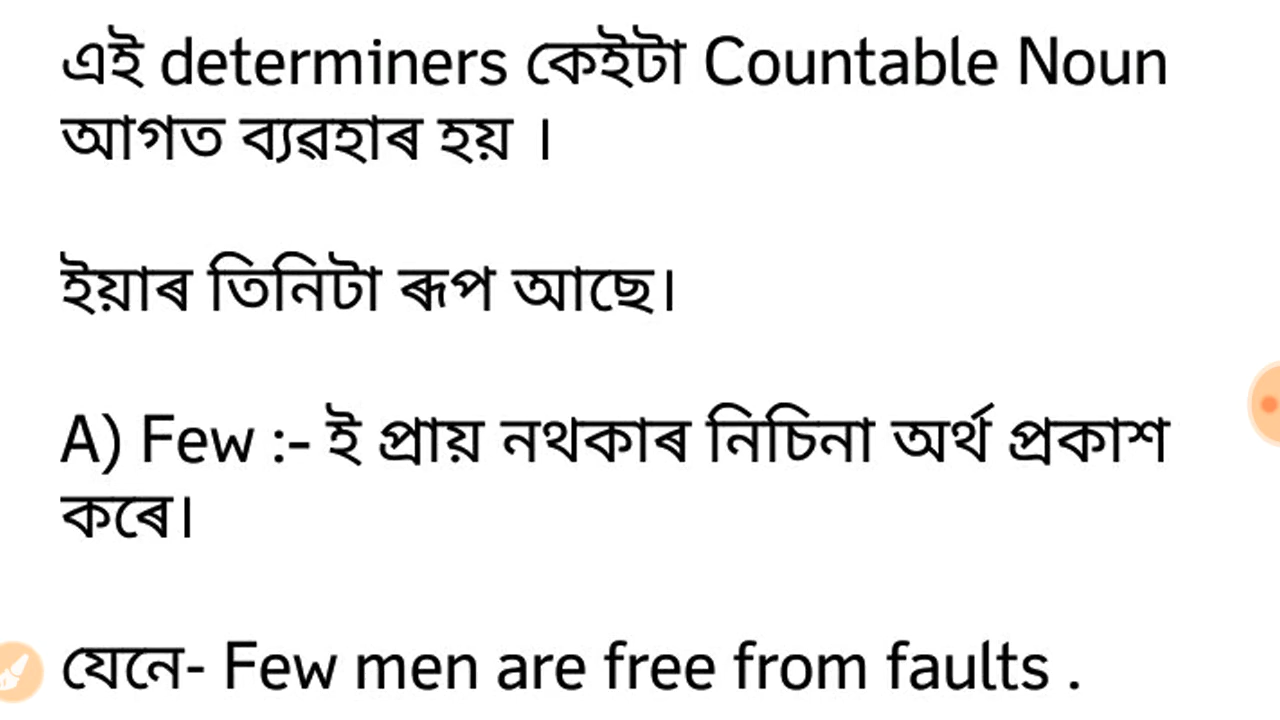 এই determiners কেইটা Countable Noun
আগত ব্যৱহাৰ হয় ।
ইয়াৰ তিনিটা ৰূপ আছে।
A) Few :- ই প্ৰায় নথকাৰ নিচিনা অৰ্থ প্ৰকাশ
কৰে।
যেনে- Few men are free from faults .